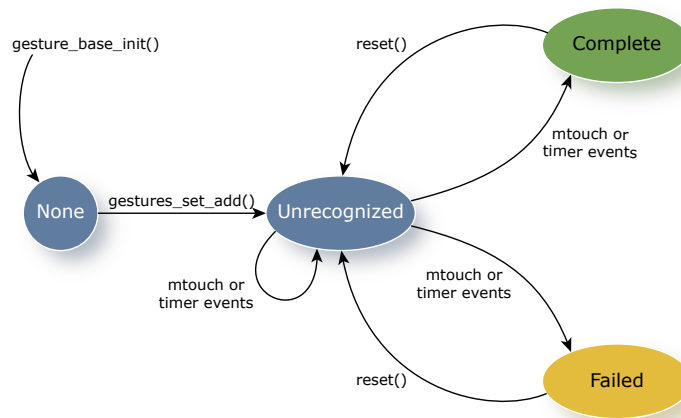 gesture_base_init()
reset()
Complete
mtouch or
timer events
None
gestures_set_add()
Unrecognized
mtouch or
timer events
mtouch or
timer events
reset()
Failed